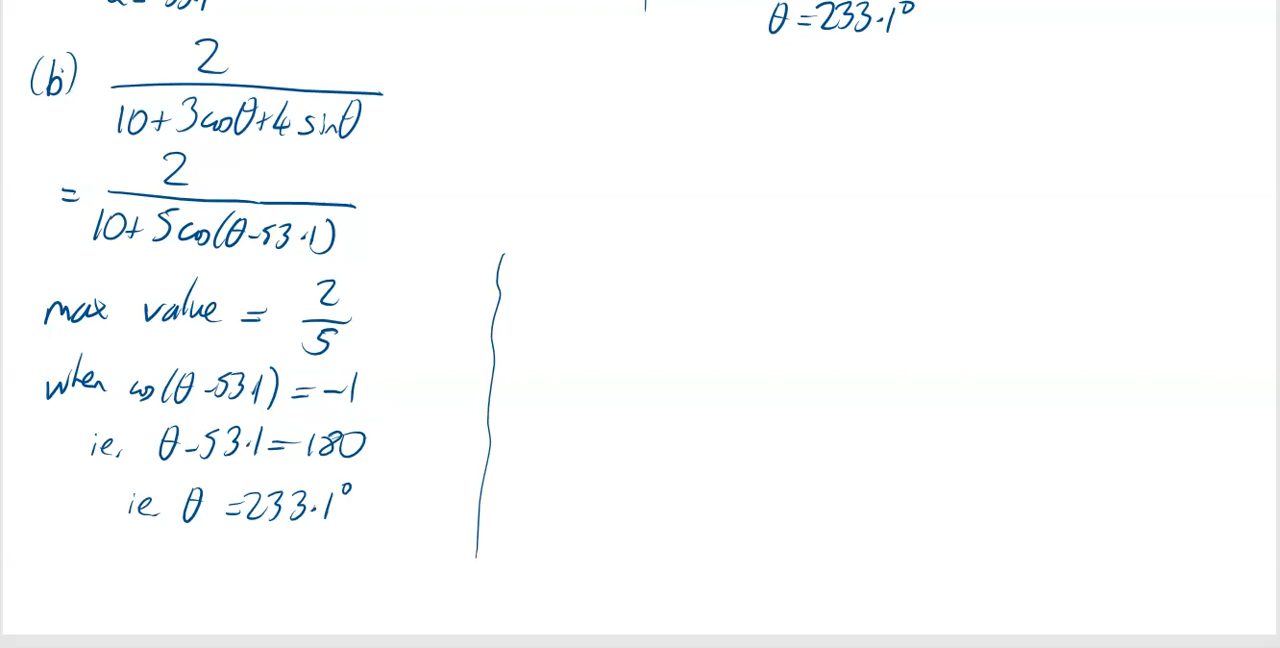 θ = 233.1°
(b) 2 / (10 + 3cosθ + 4sinθ)
= 2 / (10 + 5cos(θ - 53.1))
max value = 2/5
when cos(θ - 53.1) = -1
ie, θ - 53.1 = 180
ie θ = 233.1°